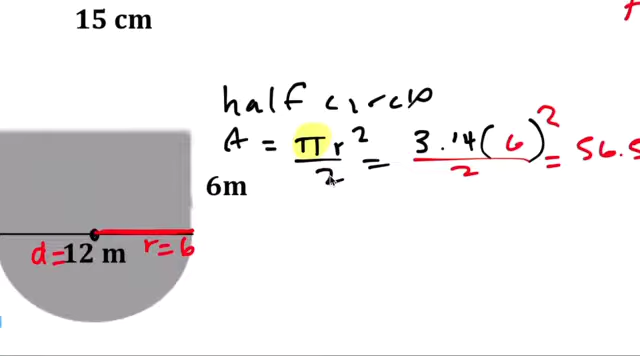 15 cm
half circle
A = πr²/2 = 3.14(6)²/2 = 56.5
6m
d=12 m r=6